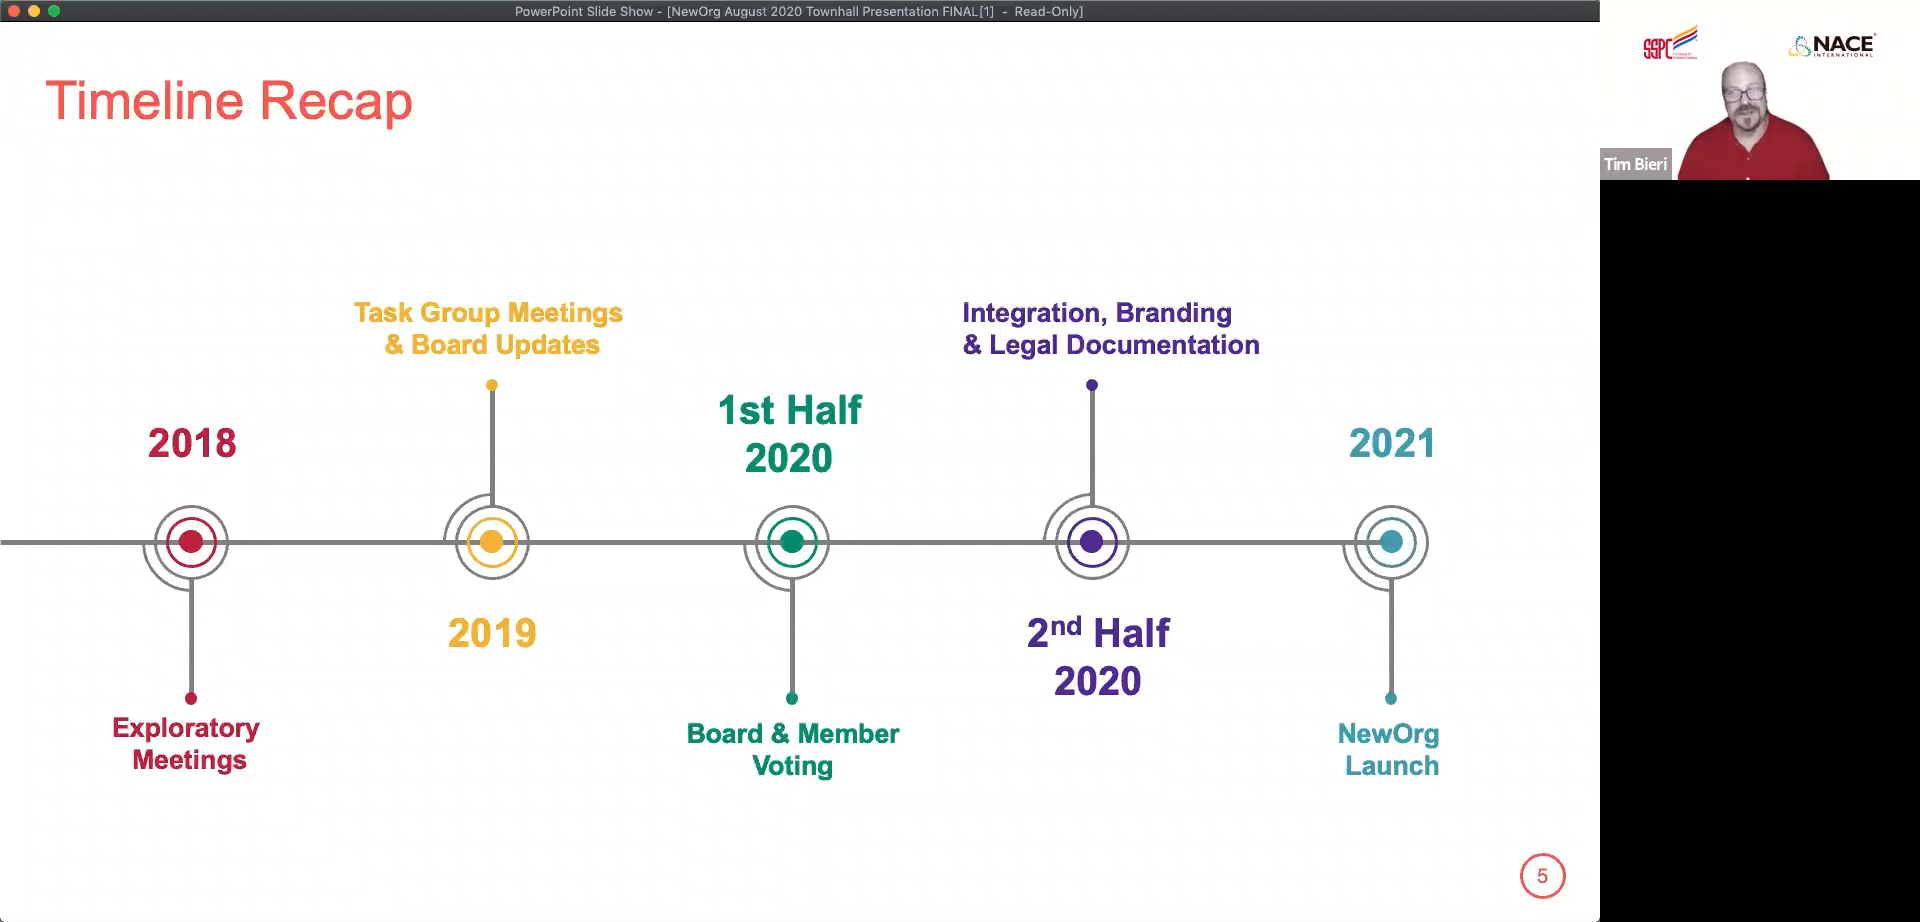 PowerPoint Slide Show - [NewOrg August 2020 Townhall Presentation FINAL[1] - Read-Only]
SSPC
NACE
INTERNATIONAL
Tim Bieri
Timeline Recap
Task Group Meetings
& Board Updates
Integration, Branding
& Legal Documentation
2018
1st Half
2020
2021
2019
2nd Half
2020
Exploratory
Meetings
Board & Member
Voting
NewOrg
Launch
5